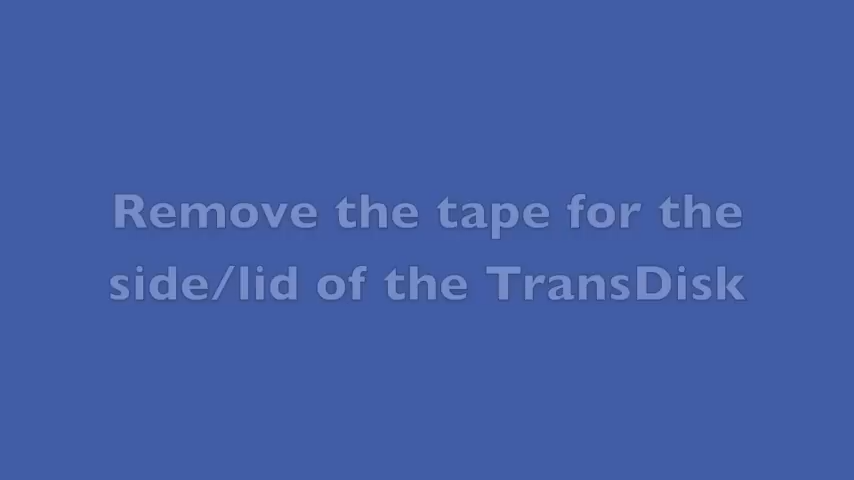 Remove the tape for the
side/lid of the TransDisk